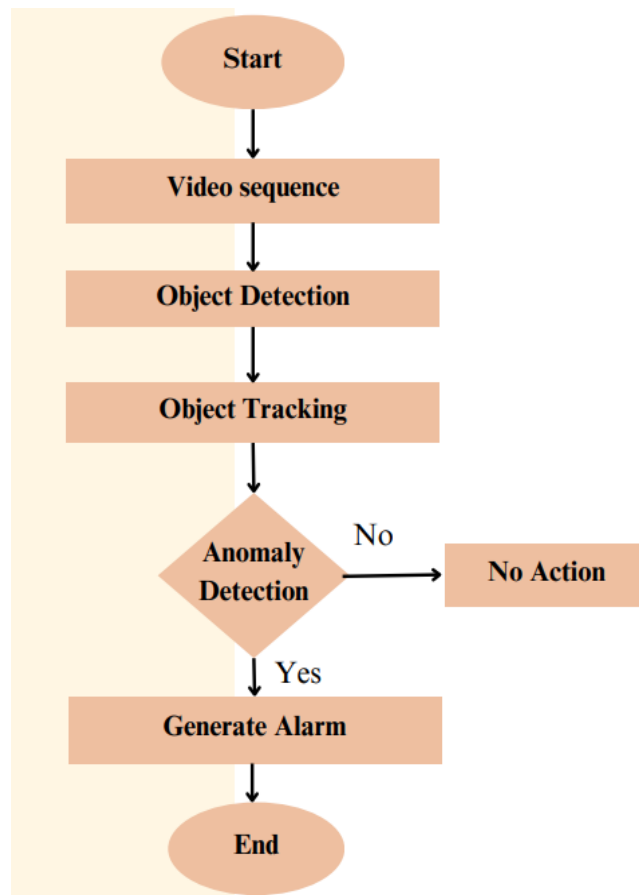 Start
Video sequence
Object Detection
Object Tracking
Anomaly
Detection
No
No Action
Yes
Generate Alarm
End